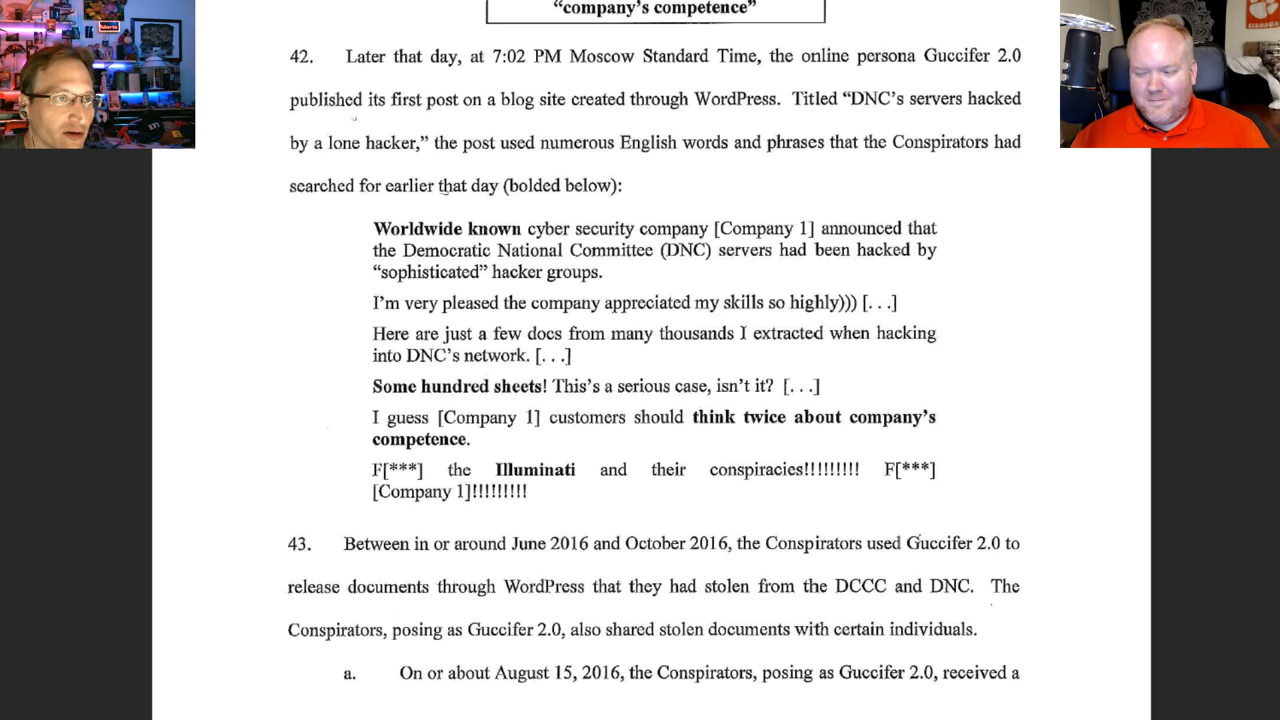 “company’s competence”
42. Later that day, at 7:02 PM Moscow Standard Time, the online persona Guccifer 2.0
published its first post on a blog site created through WordPress. Titled “DNC’s servers hacked
by a lone hacker,” the post used numerous English words and phrases that the Conspirators had
searched for earlier that day (bolded below):
Worldwide known cyber security company [Company 1] announced that
the Democratic National Committee (DNC) servers had been hacked by
“sophisticated” hacker groups.
I’m very pleased the company appreciated my skills so highly))) [. . .]
Here are just a few docs from many thousands I extracted when hacking
into DNC’s network. [. . .]
Some hundred sheets! This’s a serious case, isn’t it? [. . .]
I guess [Company 1] customers should think twice about company’s
competence.
F[***] the Illuminati and their conspiracies!!!!!!!!! F[***]
[Company 1]!!!!!!!!!
43. Between in or around June 2016 and October 2016, the Conspirators used Guccifer 2.0 to
release documents through WordPress that they had stolen from the DCCC and DNC. The
Conspirators, posing as Guccifer 2.0, also shared stolen documents with certain individuals.
a. On or about August 15, 2016, the Conspirators, posing as Guccifer 2.0, received a